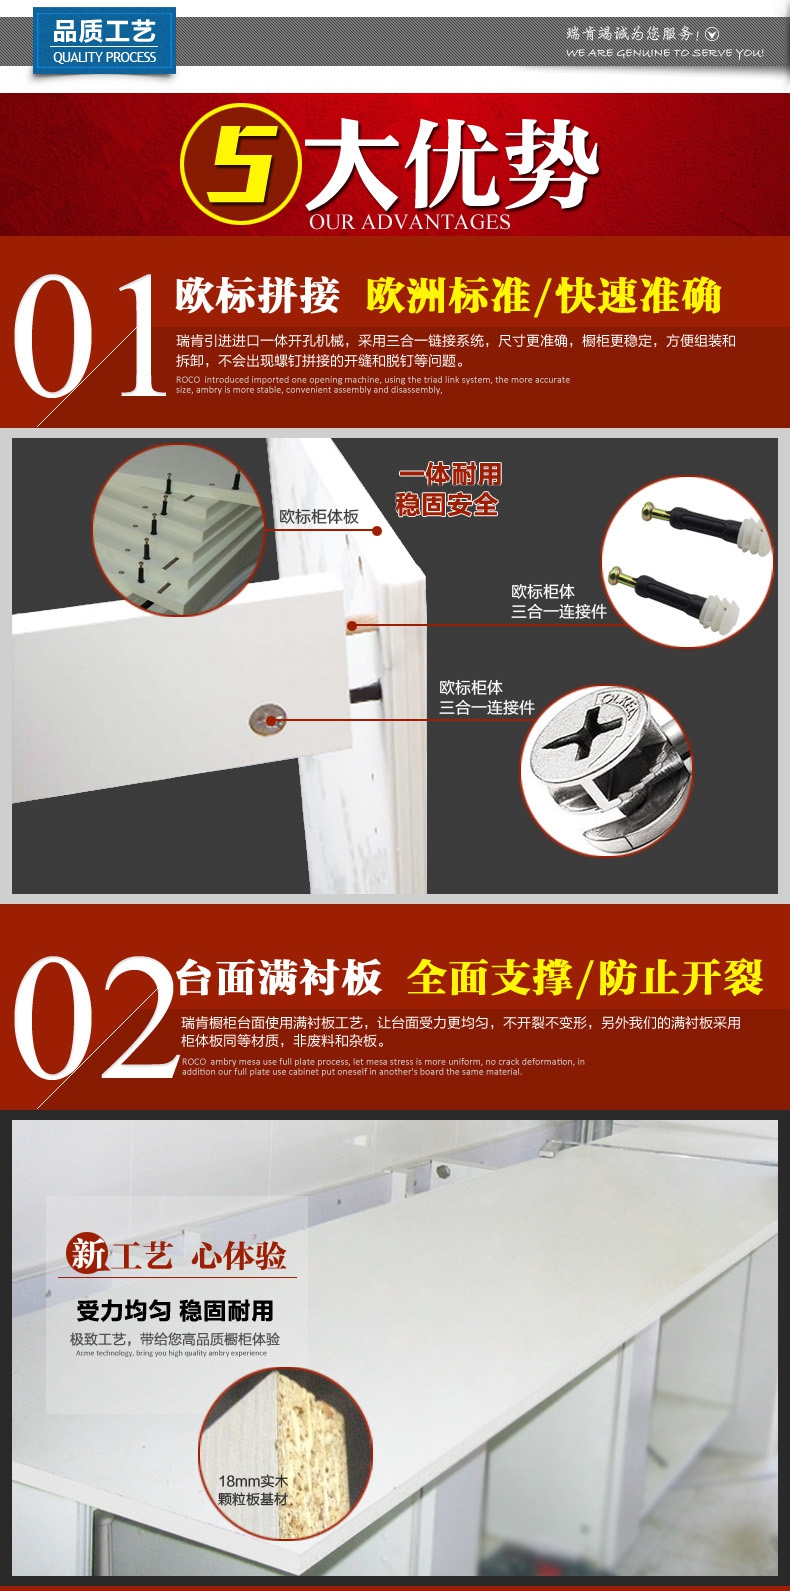 品质工艺
QUALITY PROCESS
瑞肯竭诚为您服务!
WE ARE GENUINE TO SERVE YOU!
5大优势
OUR ADVANTAGES
01
欧标拼接 欧洲标准/快速准确
瑞肯引进进口一体开孔机械，采用三合一链接系统，尺寸更准确，橱柜更稳定，方便组装和
拆卸，不会出现螺钉拼接的开缝和脱钉等问题。
ROCO introduced imported one opening machine, using the triad link system, the more accurate
size, ambry is more stable, convenient assembly and disassembly,
一体耐用
稳固安全
欧标柜体板
欧标柜体
三合一连接件
欧标柜体
三合一连接件
02
台面满衬板 全面支撑/防止开裂
瑞肯橱柜台面使用满衬板工艺，让台面受力更均匀，不开裂不变形，另外我们的满衬板采用
柜体板同等材质，非废料和杂板。
ROCO ambry mesa use full plate process, let mesa stress is more uniform, no crack deformation, in
addition our full plate use cabinet put oneself in another's board the same material.
新工艺 心体验
受力均匀 稳固耐用
极致工艺，带给您高品质橱柜体验
Acme technology, bring you high quality ambry experience
18mm实木
颗粒板基材